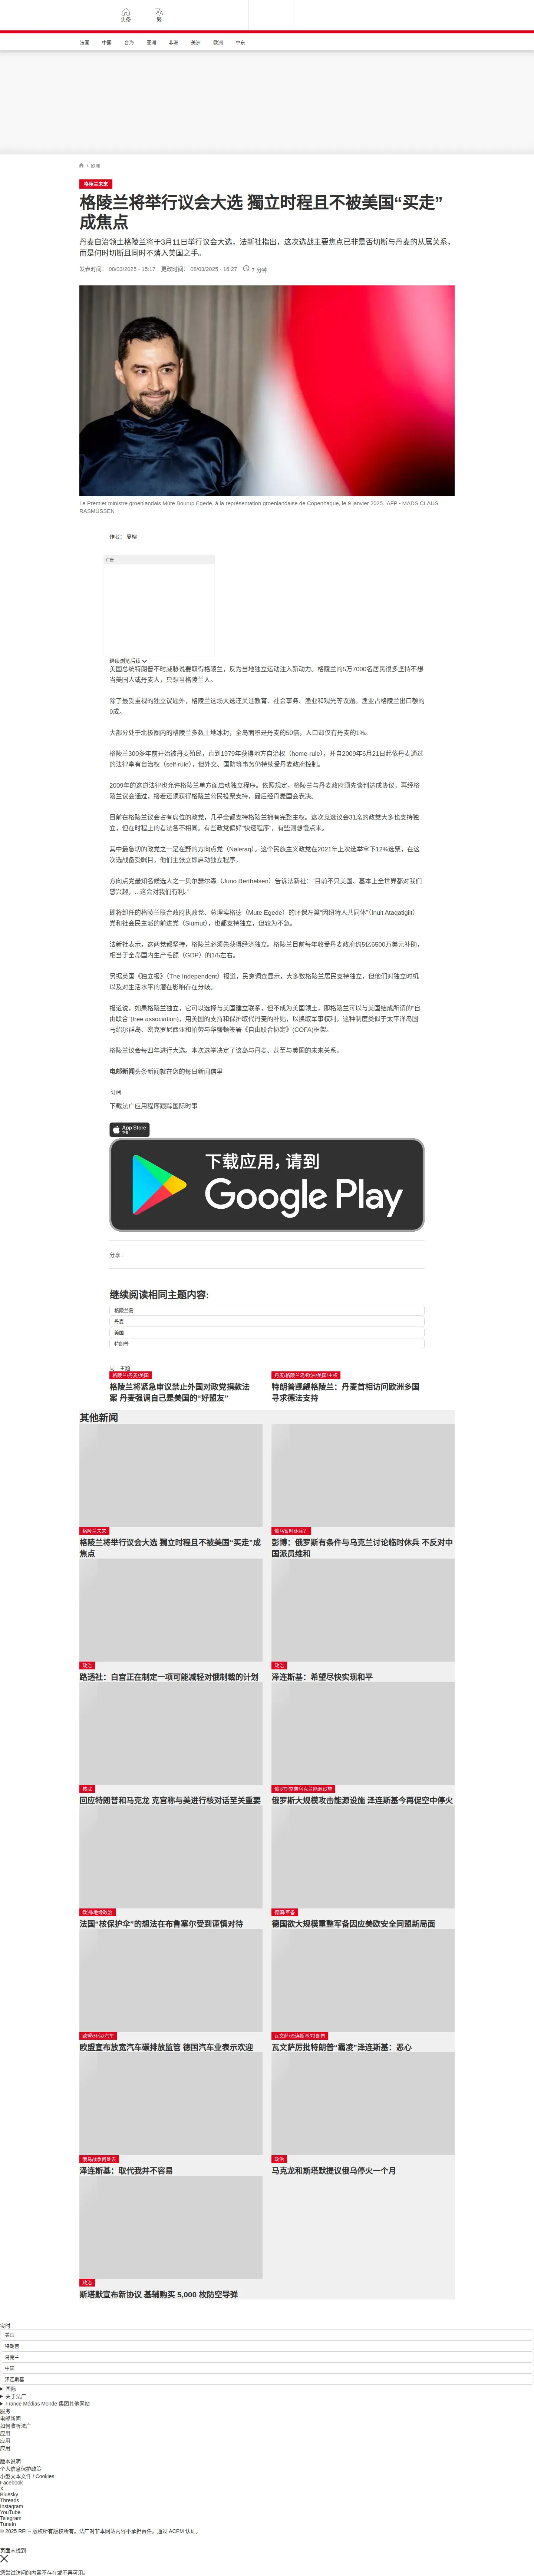 头条
繁
法国
中国
台海
亚洲
非洲
美洲
欧洲
中东
/ 欧洲
格陵兰未来
格陵兰将举行议会大选 獨立时程且不被美国“买走”
成焦点
丹麦自治领土格陵兰将于3月11日举行议会大选，法新社指出，这次选战主要焦点已非是否切断与丹麦的从属关系，
而是何时切断且同时不落入美国之手。
发表时间： 08/03/2025 - 15:17 更改时间： 08/03/2025 - 16:27 7 分钟
Le Premier ministre groenlandais Múte Bourup Egede, à la représentation groenlandaise de Copenhague, le 9 janvier 2025. AFP - MADS CLAUS
RASMUSSEN
作者： 夏榕
广告
继续浏览后续
美国总统特朗普不时威胁说要取得格陵兰，反为当地独立运动注入新动力。格陵兰的5万7000名居民很多坚持不想
当美国人或丹麦人，只想当格陵兰人。
除了最受重视的独立议题外，格陵兰这场大选还关注教育、社会事务、渔业和观光等议题。渔业占格陵兰出口额的
9成。
大部分处于北极圈内的格陵兰多数土地冰封，全岛面积是丹麦的50倍，人口却仅有丹麦的1%。
格陵兰300多年前开始被丹麦殖民，直到1979年获得地方自治权（home-rule），并自2009年6月21日起依丹麦通过
的法律享有自治权（self-rule），但外交、国防等事务仍持续受丹麦政府控制。
2009年的这道法律也允许格陵兰单方面启动独立程序。依照规定，格陵兰与丹麦政府须先谈判达成协议，再经格
陵兰议会通过，接着还须获得格陵兰公民投票支持，最后经丹麦国会表决。
目前在格陵兰议会占有席位的政党，几乎全都支持格陵兰拥有完整主权。这次竞选议会31席的政党大多也支持独
立，但在时程上的看法各不相同。有些政党偏好“快速程序”，有些则想慢点来。
其中最急切的政党之一是在野的方向点党（Naleraq）。这个民族主义政党在2021年上次选举拿下12%选票，在这
次选战备受瞩目，他们主张立即启动独立程序。
方向点党最知名候选人之一贝尔瑟尔森（Juno Berthelsen）告诉法新社：“目前不只美国、基本上全世界都对我们
感兴趣，...这会对我们有利。”
即将卸任的格陵兰联合政府执政党、总理埃格德（Mute Egede）的环保左翼“因纽特人共同体”（Inuit Ataqatigiit）
党和社会民主派的前进党（Siumut），也都支持独立，但较为不急。
法新社表示，这两党都坚持，格陵兰必须先获得经济独立。格陵兰目前每年收受丹麦政府约5亿6500万美元补助，
相当于全岛国内生产毛额（GDP）的1/5左右。
另据英国《独立报》（The Independent）报道，民意调查显示，大多数格陵兰居民支持独立，但他们对独立时机
以及对生活水平的潜在影响存在分歧。
报道说，如果格陵兰独立，它可以选择与美国建立联系，但不成为美国领土，即格陵兰可以与美国结成所谓的“自
由联合”(free association)，用美国的支持和保护取代丹麦的补贴，以换取军事权利，这种制度类似于太平洋岛国
马绍尔群岛、密克罗尼西亚和帕劳与华盛顿签署《自由联合协定》(COFA)框架。
格陵兰议会每四年进行大选。本次选举决定了该岛与丹麦、甚至与美国的未来关系。
电邮新闻头条新闻就在您的每日新闻信里
订阅
下载法广应用程序跟踪国际时事
App Store
下载应用，请到
Google Play
分享 :
继续阅读相同主题内容:
格陵兰岛
丹麦
美国
特朗普
同一主题
格陵兰/丹麦/美国
格陵兰将紧急审议禁止外国对政党捐款法
案 丹麦强调自己是美国的“好盟友”
丹麦/格陵兰岛/欧洲/美国/主权
特朗普觊觎格陵兰：丹麦首相访问欧洲多国
寻求德法支持
其他新闻
格陵兰未来
格陵兰将举行议会大选 獨立时程且不被美国“买走”成
焦点
俄乌暂时休兵？
彭博：俄罗斯有条件与乌克兰讨论临时休兵 不反对中
国派员维和
政治
路透社：白宫正在制定一项可能减轻对俄制裁的计划
政治
泽连斯基：希望尽快实现和平
核武
回应特朗普和马克龙 克宫称与美进行核对话至关重要
俄罗斯空袭乌克兰能源设施
俄罗斯大规模攻击能源设施 泽连斯基今再促空中停火
欧洲/地缘政治
法国“核保护伞”的想法在布鲁塞尔受到谨慎对待
德国/军备
德国欲大规模重整军备因应美欧安全同盟新局面
欧盟/环保/汽车
欧盟宣布放宽汽车碳排放监管 德国汽车业表示欢迎
瓦文萨/泽连斯基/特朗普
瓦文萨厉批特朗普“霸凌”泽连斯基：恶心
俄乌战争何阶去
泽连斯基：取代我并不容易
政治
马克龙和斯塔默提议俄乌停火一个月
政治
斯塔默宣布新协议 基辅购买 5,000 枚防空导弹
实时
美国
特朗普
马克兰
中国
泽连斯基
国际
关于法广
France Médias Monde 集团其他网站
服务
电邮新闻
如何收听法广
应用
应用
应用
版本说明
个人信息保护政策
小型文本文件 / Cookies
Facebook
X
Bluesky
Threads
Instagram
YouTube
Telegram
TuneIn
© 2025 RFI – 版权所有版权所有。法广对非本网站内容不承担责任。通过 ACPM 认证。
页面未找到
您尝试访问的内容不存在或不再可用。